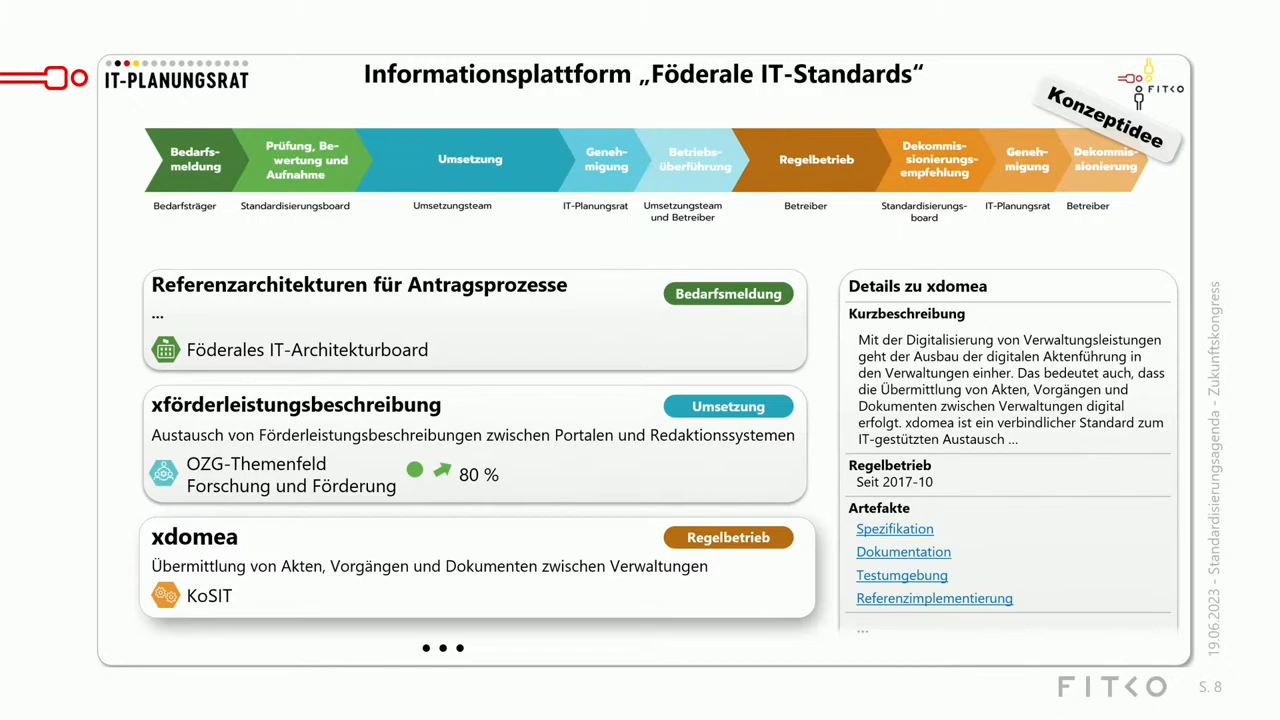 IT-PLANUNGSRAT
Informationsplattform „Föderale IT-Standards“
FITKO
Konzeptidee
Bedarfs-
meldung
Prüfung, Be-
wertung und
Aufnahme
Umsetzung
Geneh-
migung
Betriebs-
überführung
Regelbetrieb
Dekommis-
sionierungs-
empfehlung
Geneh-
migung
Dekommis-
sionierung
Bedarfsträger
Standardisierungsboard
Umsetzungsteam
IT-Planungsrat
Umsetzungsteam
und Betreiber
Betreiber
Standardisierungs-
board
IT-Planungsrat
Betreiber
Referenzarchitekturen für Antragsprozesse
Bedarfsmeldung
...
Föderales IT-Architekturboard
xförderleistungsbeschreibung
Umsetzung
Austausch von Förderleistungsbeschreibungen zwischen Portalen und Redaktionssystemen
OZG-Themenfeld
Forschung und Förderung
80 %
xdomea
Regelbetrieb
Übermittlung von Akten, Vorgängen und Dokumenten zwischen Verwaltungen
KoSIT
...
Details zu xdomea
Kurzbeschreibung
Mit der Digitalisierung von Verwaltungsleistungen
geht der Ausbau der digitalen Aktenführung in
den Verwaltungen einher. Das bedeutet auch, dass
die Übermittlung von Akten, Vorgängen und
Dokumenten zwischen Verwaltungen digital
erfolgt. xdomea ist ein verbindlicher Standard zum
IT-gestützten Austausch ...
Regelbetrieb
Seit 2017-10
Artefakte
Spezifikation
Dokumentation
Testumgebung
Referenzimplementierung
...
19.06.2023 - Standardisierungsagenda - Zukunftskongress
FITKO
S. 8